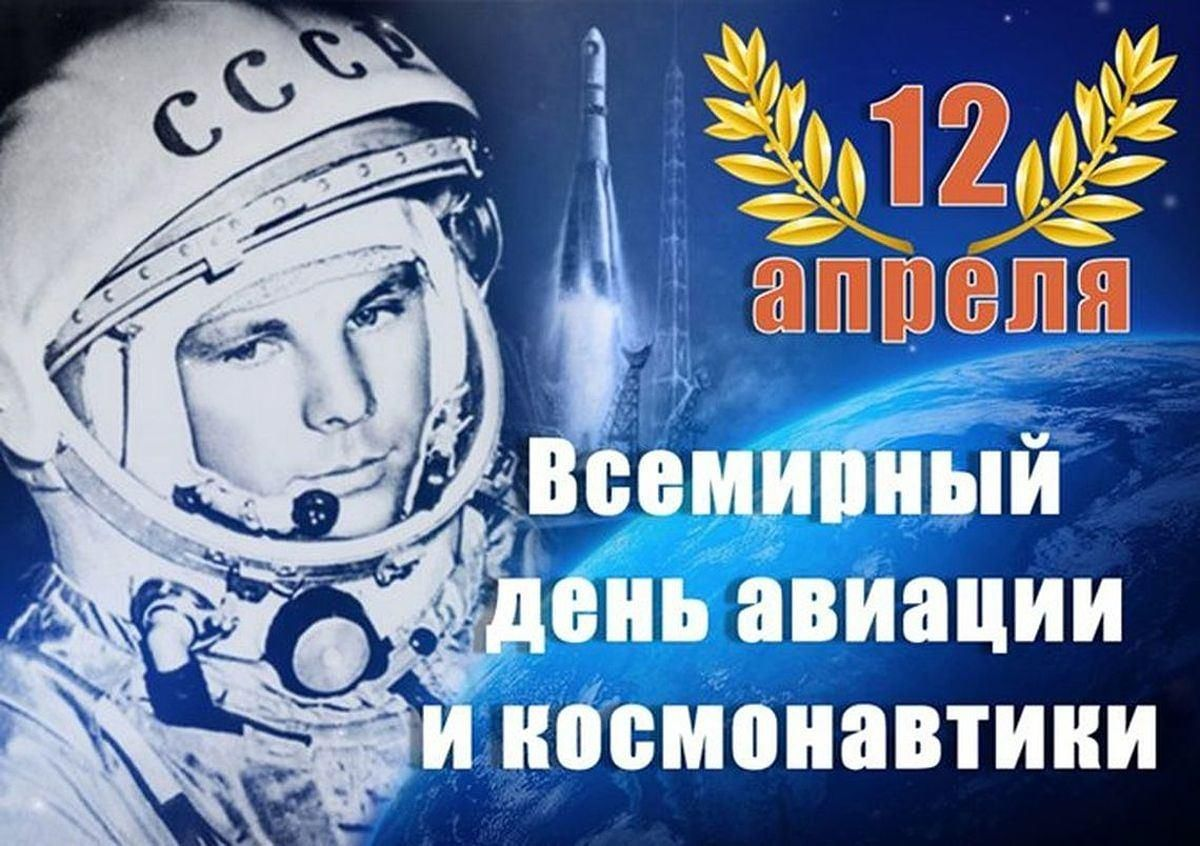 СССР
12
апреля
Всемирный
день авиации
и космонавтики